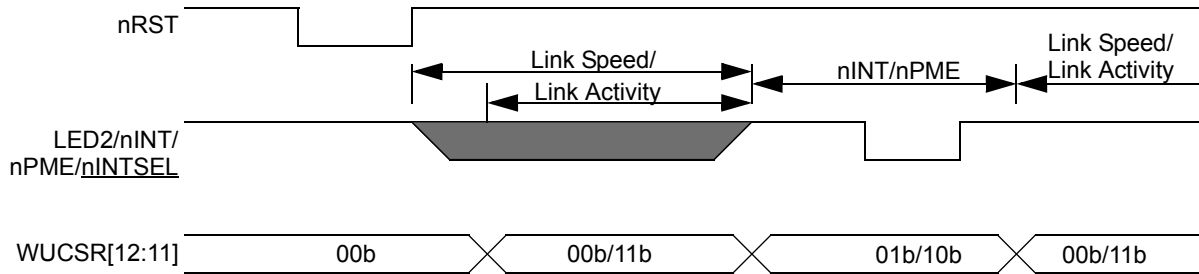 nRST
Link Speed/
Link Activity
nINT/nPME
Link Speed/
Link Activity
LED2/nINT/
nPME/nINTSEL
WUCSR[12:11]
00b
00b/11b
01b/10b
00b/11b